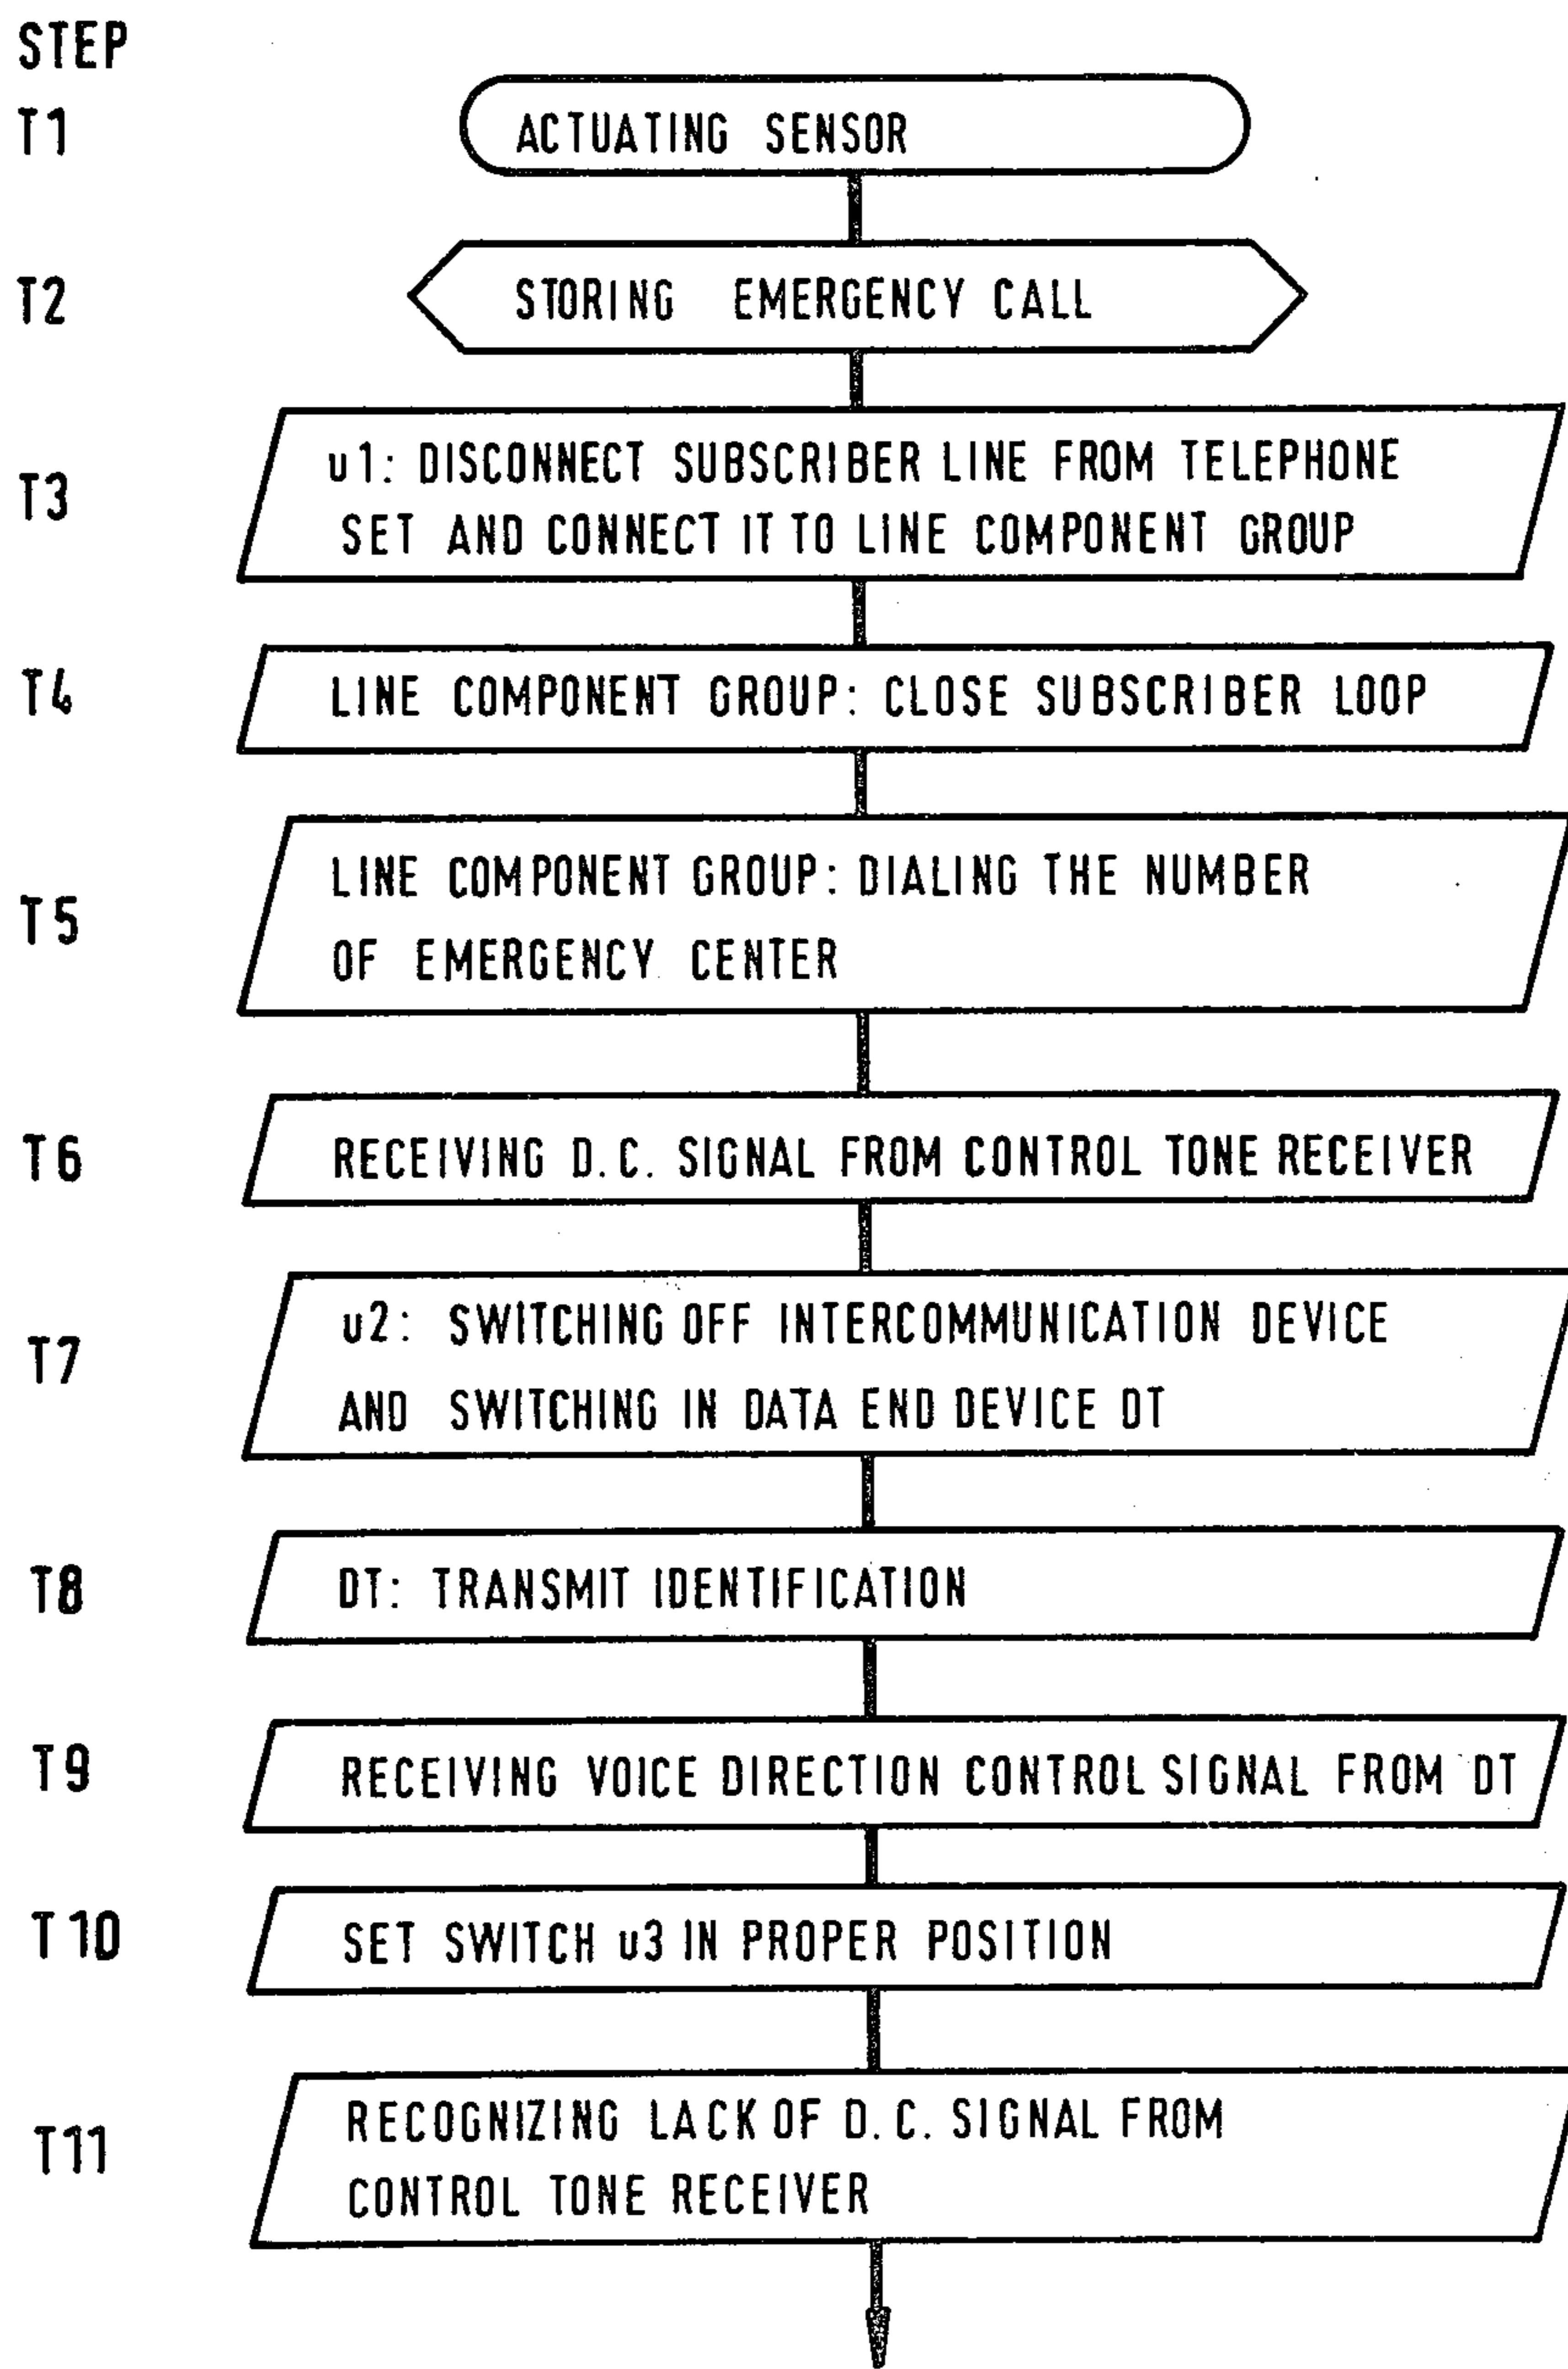 STEP
T1
ACTUATING SENSOR
T2
STORING EMERGENCY CALL
T3
u1: DISCONNECT SUBSCRIBER LINE FROM TELEPHONE
SET AND CONNECT IT TO LINE COMPONENT GROUP
T4
LINE COMPONENT GROUP: CLOSE SUBSCRIBER LOOP
T5
LINE COMPONENT GROUP: DIALING THE NUMBER
OF EMERGENCY CENTER
T6
RECEIVING D.C. SIGNAL FROM CONTROL TONE RECEIVER
T7
u2: SWITCHING OFF INTERCOMMUNICATION DEVICE
AND SWITCHING IN DATA END DEVICE DT
T8
DT: TRANSMIT IDENTIFICATION
T9
RECEIVING VOICE DIRECTION CONTROL SIGNAL FROM DT
T10
SET SWITCH u3 IN PROPER POSITION
T11
RECOGNIZING LACK OF D.C. SIGNAL FROM
CONTROL TONE RECEIVER